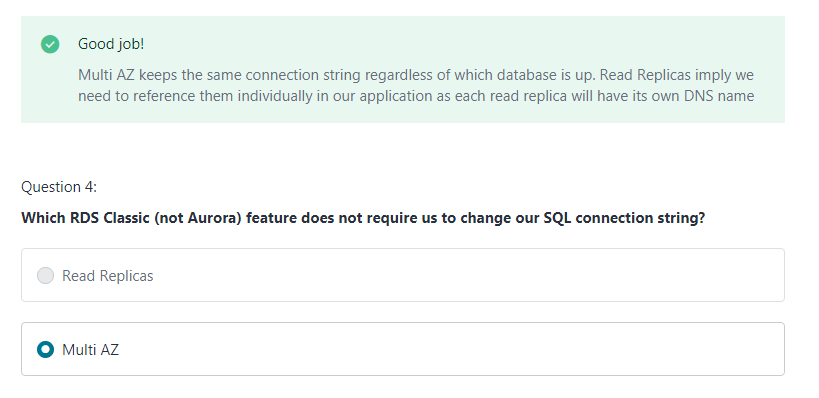 Good job!
Multi AZ keeps the same connection string regardless of which database is up. Read Replicas imply we
need to reference them individually in our application as each read replica will have its own DNS name
Question 4:
Which RDS Classic (not Aurora) feature does not require us to change our SQL connection string?
Read Replicas
Multi AZ